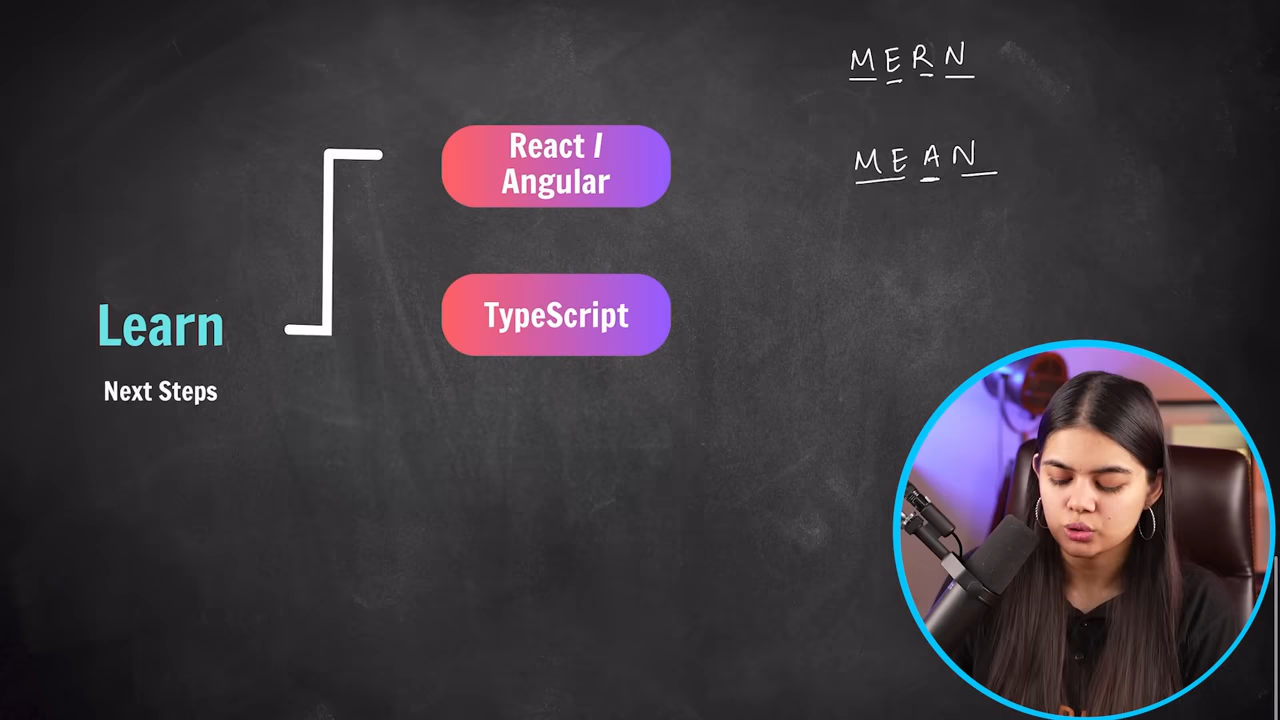 MERN
React /
Angular
MEAN
TypeScript
Learn
Next Steps